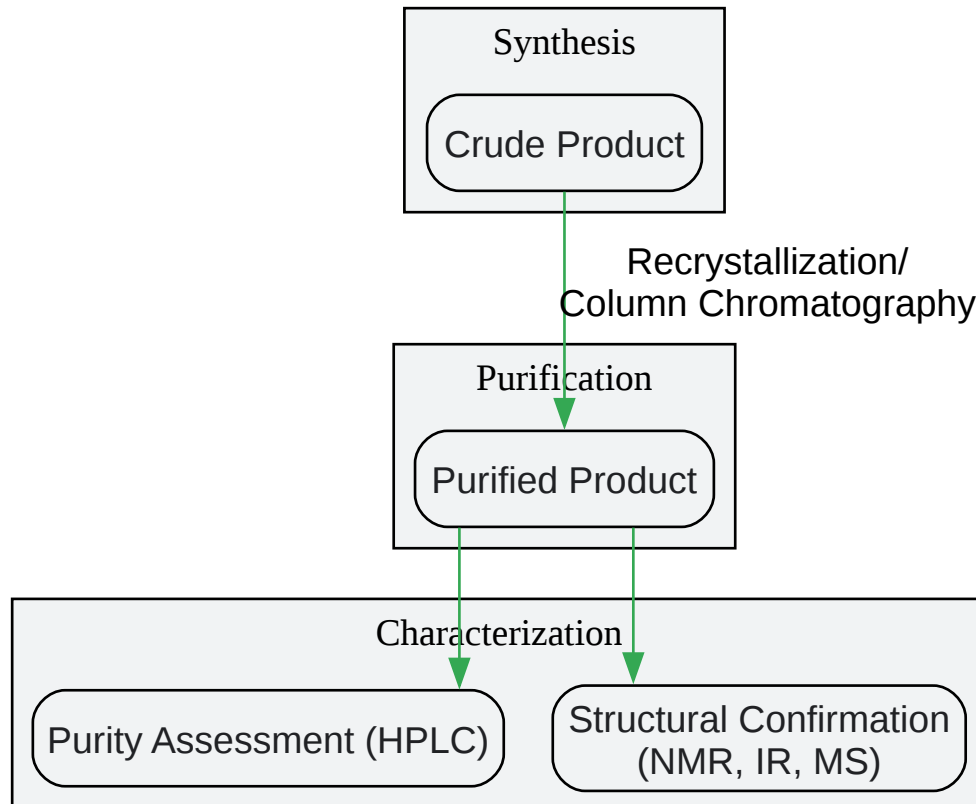 Synthesis
Crude Product
Recrystallization/
Column Chromatography
Purification
Purified Product
Characterization
Purity Assessment (HPLC)
Structural Confirmation
(NMR, IR, MS)